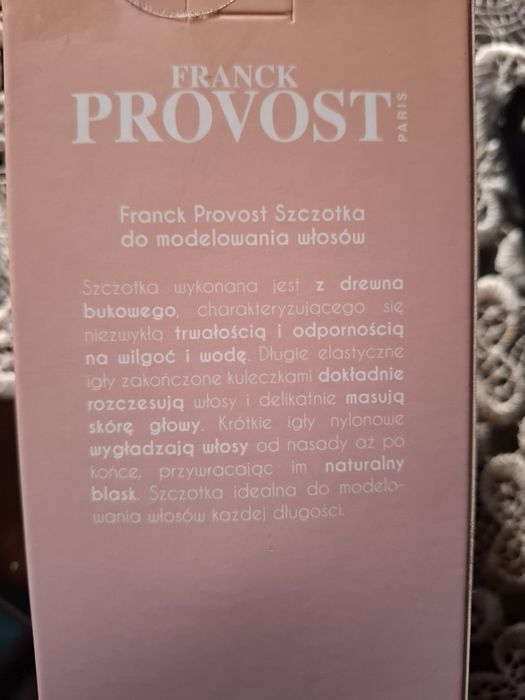 FRANCK
PROVOST
PARIS
Franck Provost Szczotka
do modelowania włosów
Szczotka wykonana jest z drewna
bukowego, charakteryzującego się
niezwykłą trwałością i odpornością
na wilgoć i wodę. Długie elastyczne
igły zakończone kuleczkami dokładnie
rozczesują włosy i delikatnie masują
skórę głowy. Krótkie igły nylonowe
wygładzają włosy od nasady aż po
końce, przywracając im naturalny
blask. Szczotka idealna do modelo-
wania włosów każdej długości.